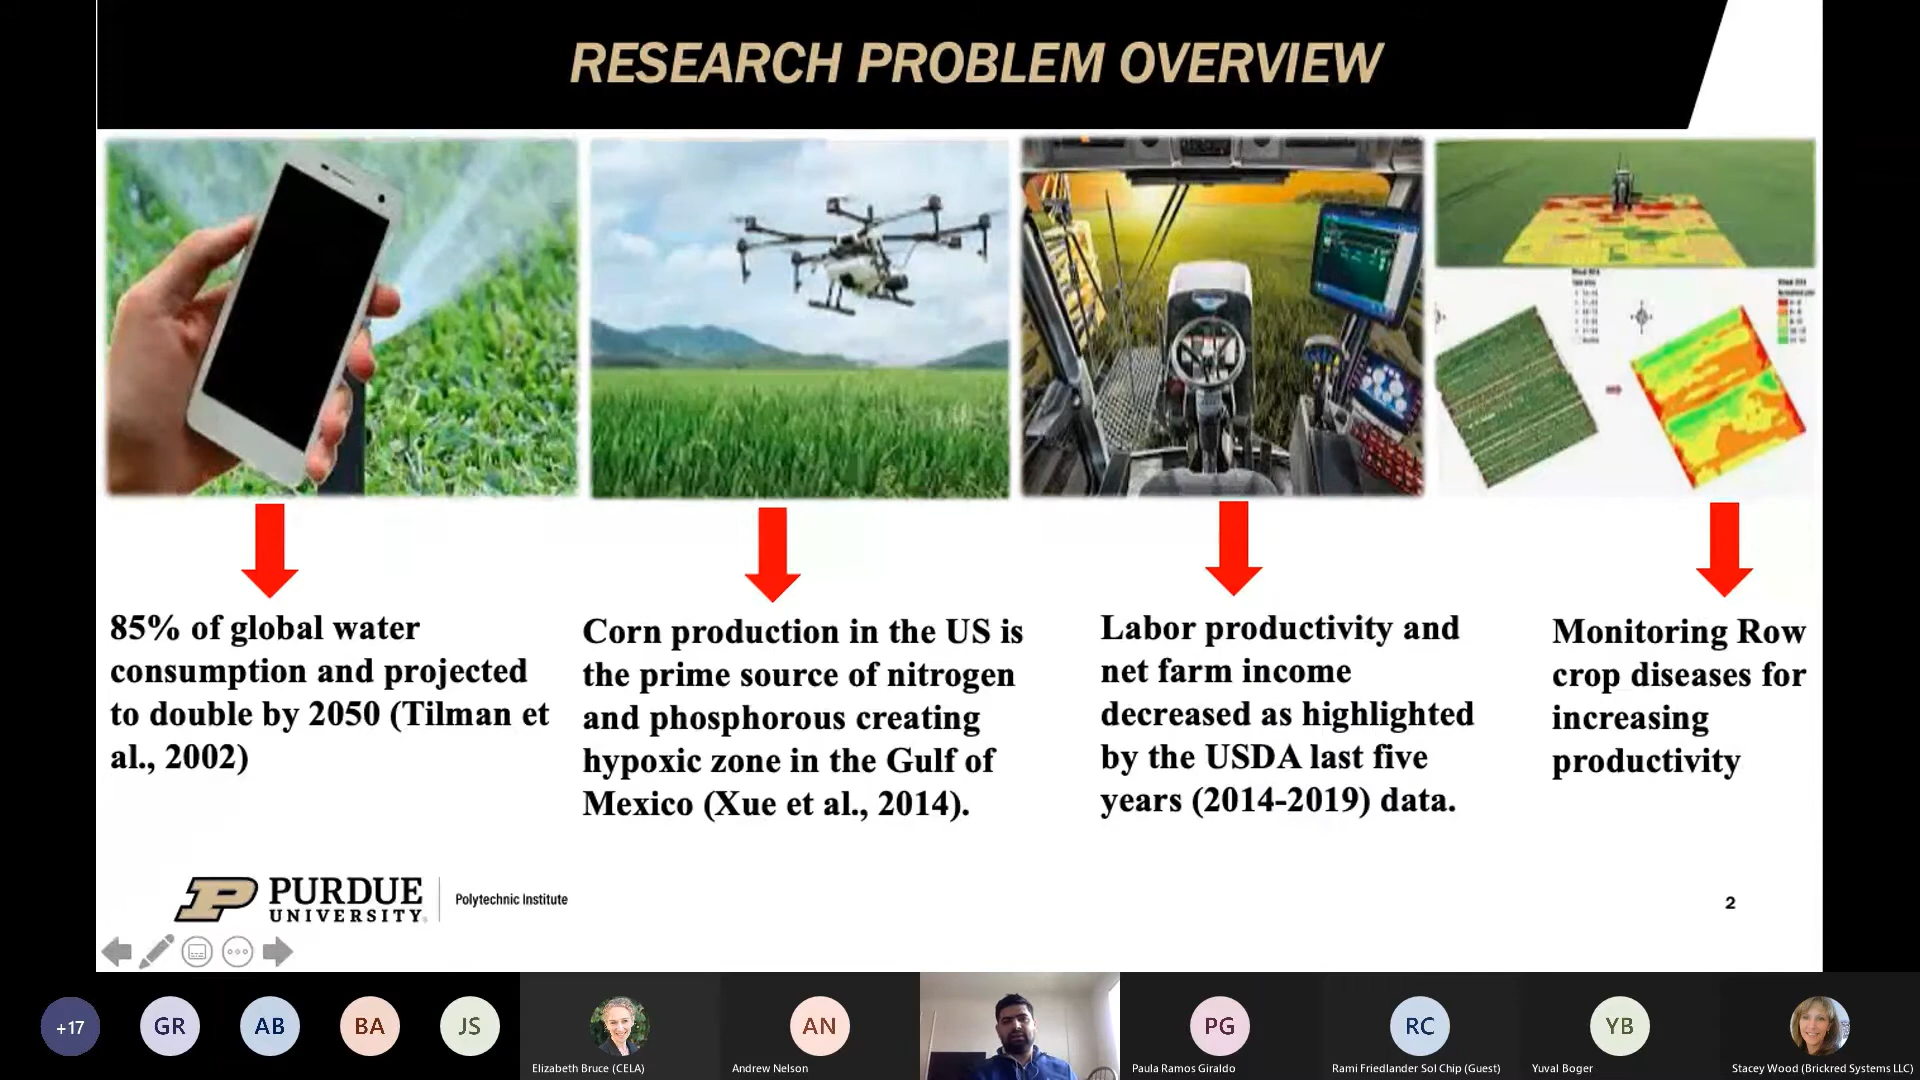 RESEARCH PROBLEM OVERVIEW
85% of global water
consumption and projected
to double by 2050 (Tilman et
al., 2002)
Corn production in the US is
the prime source of nitrogen
and phosphorous creating
hypoxic zone in the Gulf of
Mexico (Xue et al., 2014).
Labor productivity and
net farm income
decreased as highlighted
by the USDA last five
years (2014-2019) data.
Monitoring Row
crop diseases for
increasing
productivity
PURDUE
UNIVERSITY
Polytechnic Institute
2
+17
GR
AB
BA
JS
Elizabeth Bruce (CELA)
AN
Andrew Nelson
PG
Paula Ramos Giraldo
RC
Rami Friedlander Sol Chip (Guest)
YB
Yuval Boger
Stacey Wood (Brickred Systems LLC)